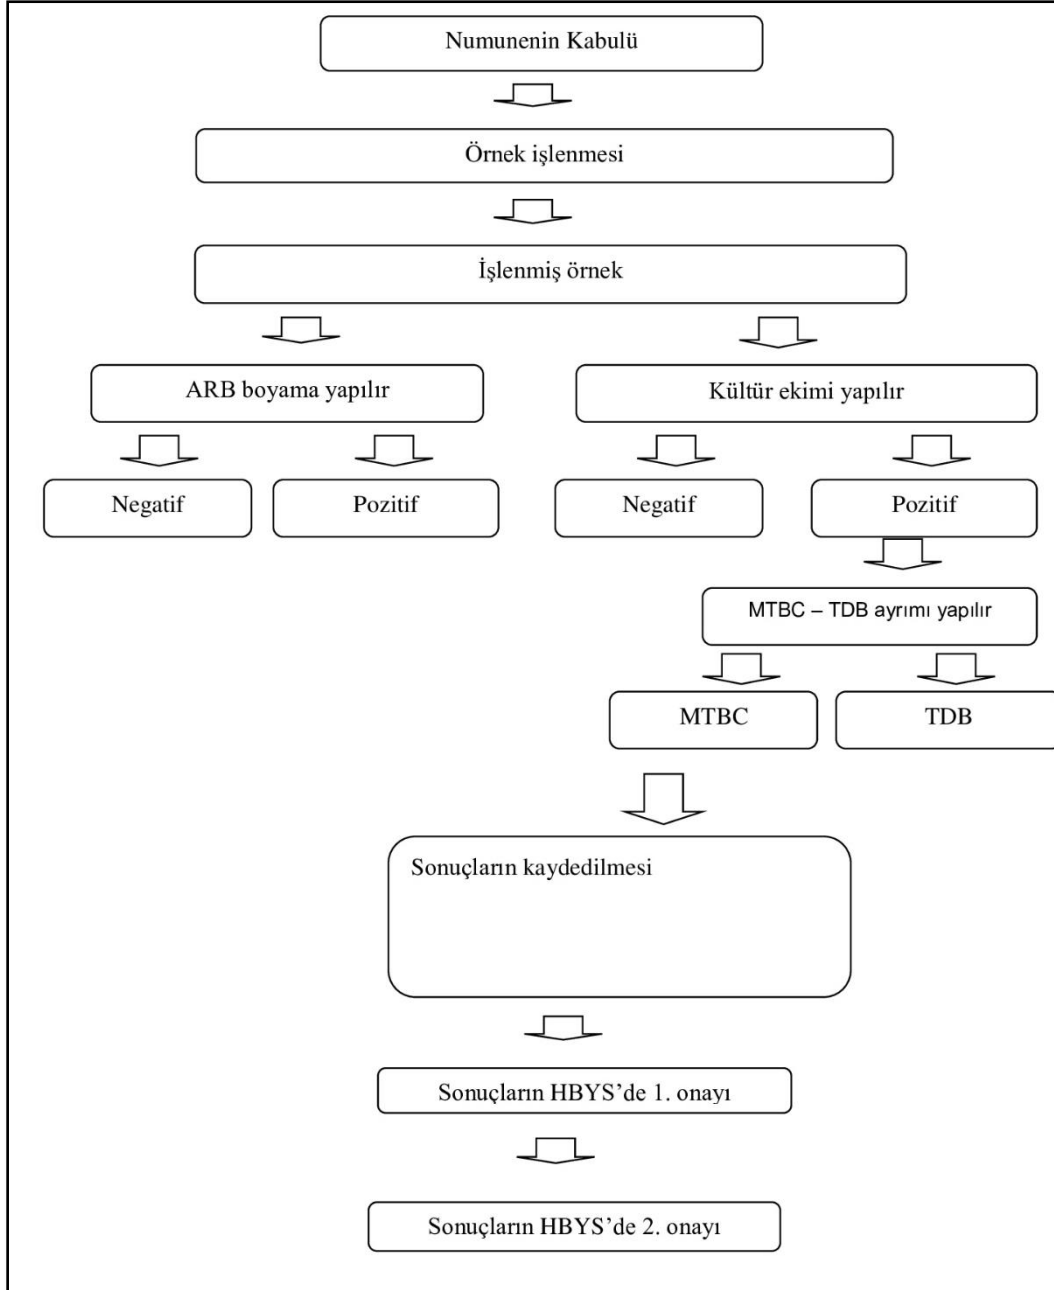 Numunenin Kabulü
Örnek işlenmesi
İşlenmiş örnek
ARB boyama yapılır
Kültür ekimi yapılır
Negatif
Pozitif
Negatif
Pozitif
MTBC – TDB ayrımı yapılır
MTBC
TDB
Sonuçların kaydedilmesi
Sonuçların HBYS’de 1. onayı
Sonuçların HBYS’de 2. onayı